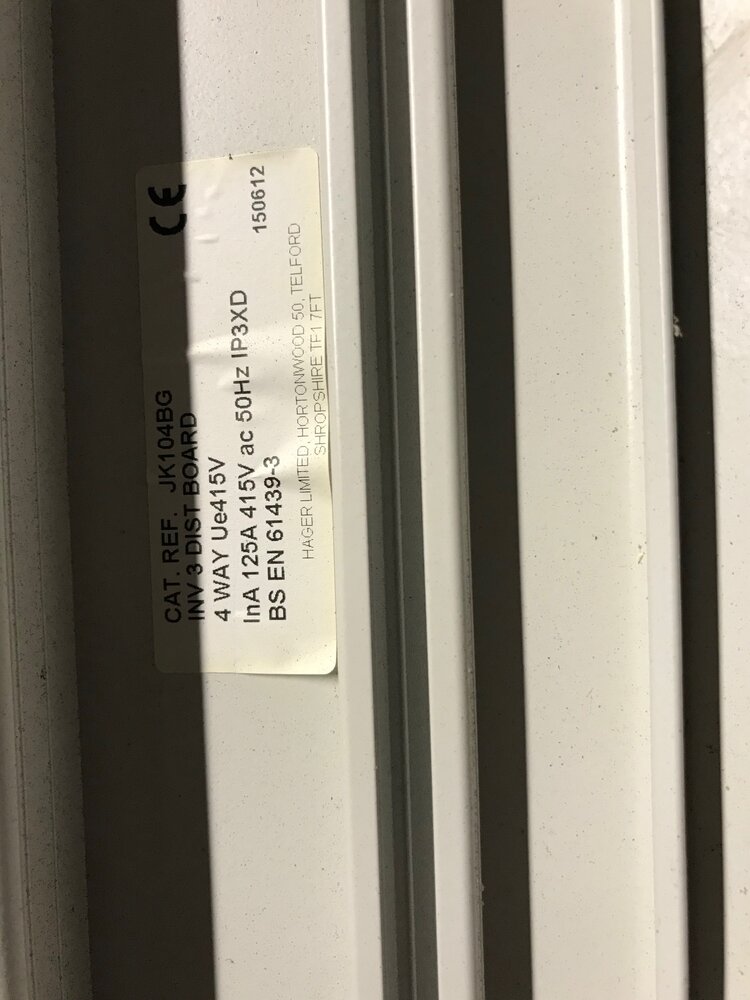 CAT. REF. JK104BG CE
INV 3 DIST BOARD
4 WAY Ue415V
InA 125A 415V ac 50Hz IP3XD
BS EN 61439-3 150612
HAGER LIMITED, HORTONWOOD 50, TELFORD
SHROPSHIRE TF1 7FT